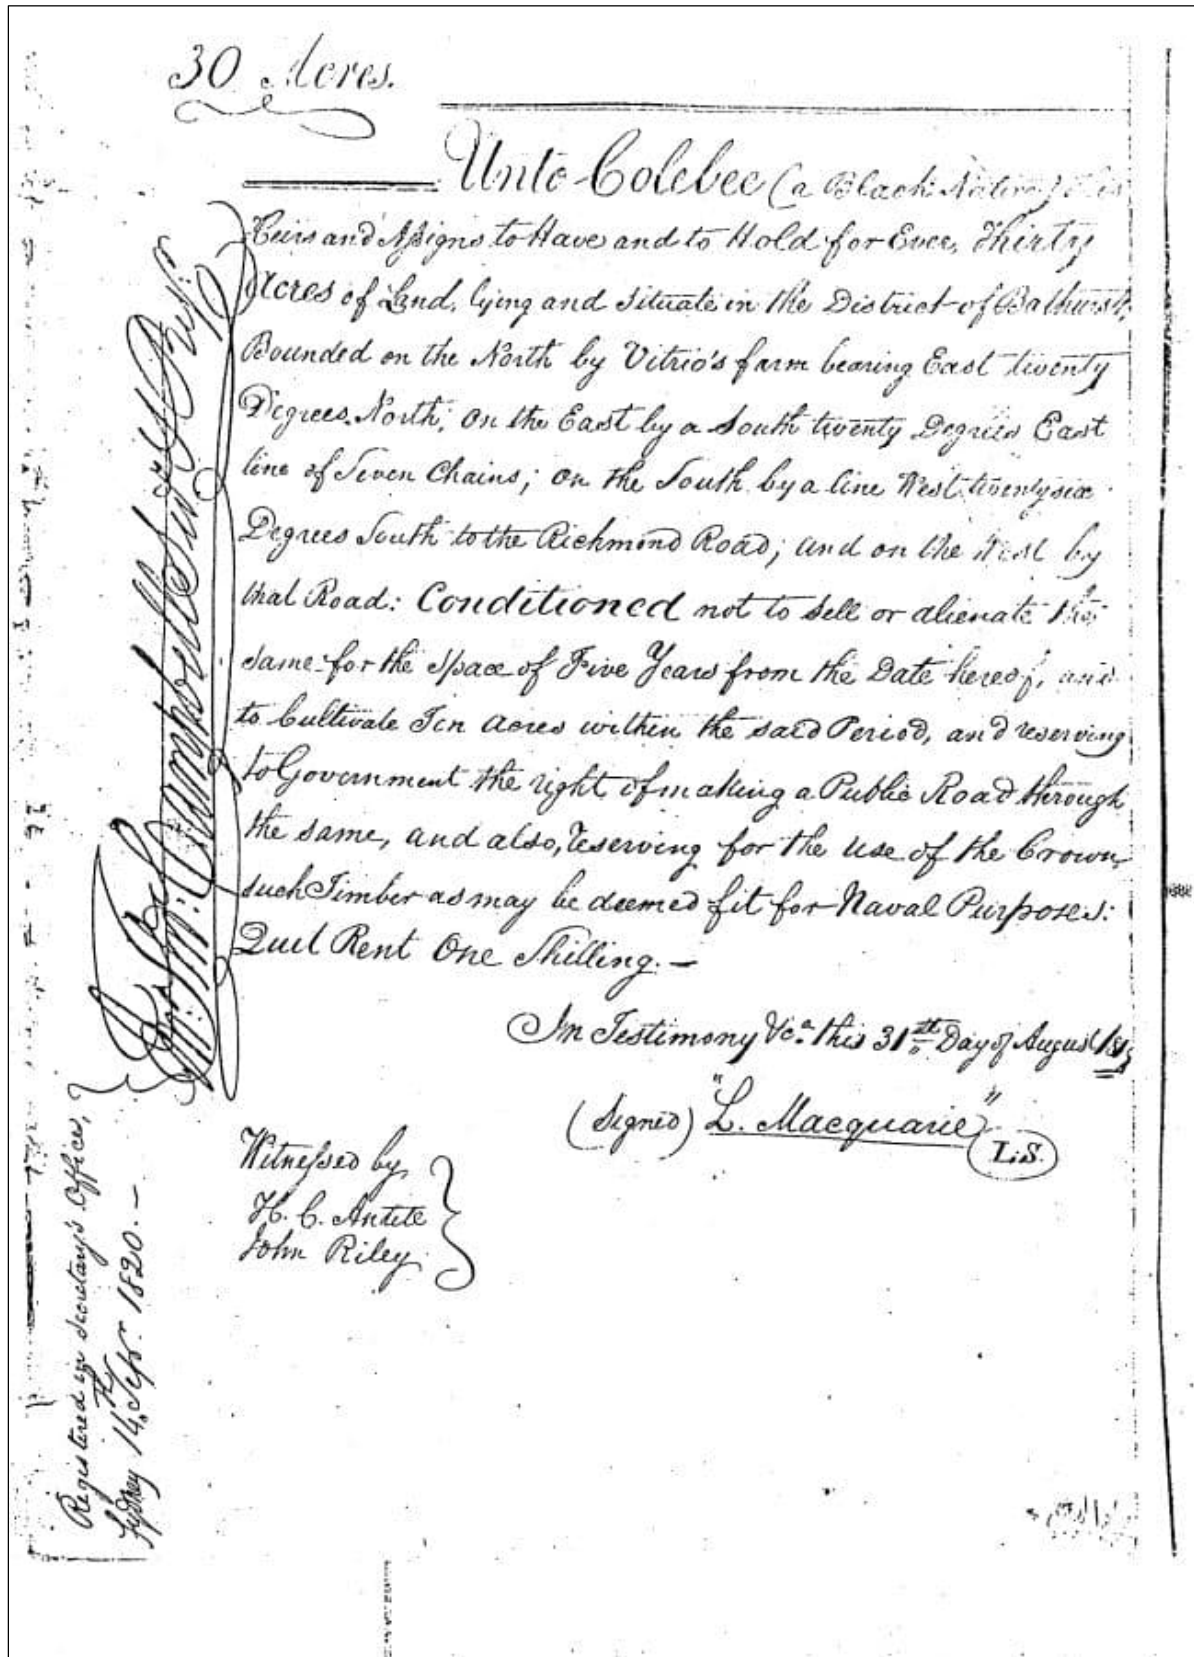 30 Acres.
Unto Colebee (a Black Native) His
Heirs and Assigns to Have and to Hold for Ever, Thirty
Acres of Land, lying and situate in the District of Bathurst,
Bounded on the North by Vitrio's farm bearing East twenty
Degrees North; on the East by a South twenty Degrees East
line of Seven Chains; on the South by a line West twenty six
Degrees South to the Richmond Road; and on the West by
that Road: Conditioned not to sell or alienate the
same for the space of Five Years from the Date hereof, and
to Cultivate Ten acres within the said Period, and reserving
to Government the right of making a Public Road through
the same, and also, reserving for the use of the Crown
such Timber as may be deemed fit for Naval Purposes:
Quit Rent One Shilling. —
In Testimony &ca. this 31st Day of August
(Signed) "L. Macquarie"
L.S.
Witnessed by,
H. C. Antill
John Riley
Registered in Secretary's Office,
Sydney 14th Sepr. 1820. —